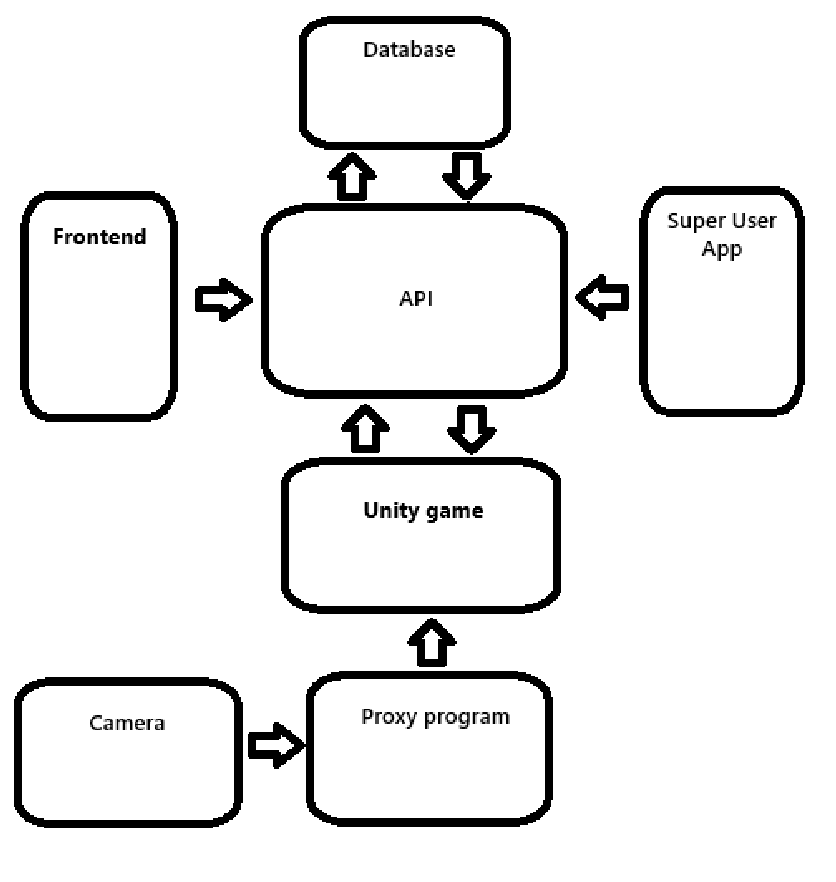 Database
Frontend
Super User
App
API
Unity game
Camera
Proxy program